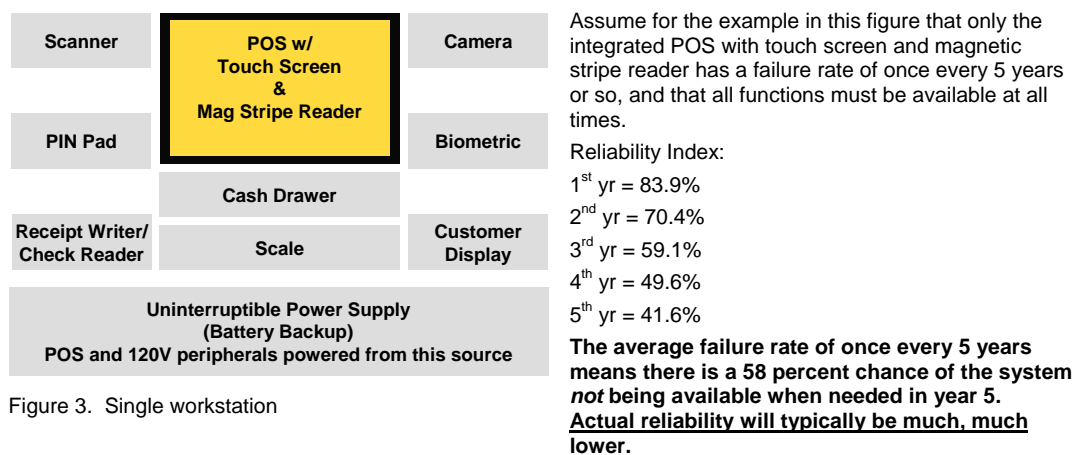 Scanner
POS w/
Touch Screen
&
Mag Stripe Reader
Camera
PIN Pad
Biometric
Cash Drawer
Receipt Writer/
Check Reader
Scale
Customer
Display
Uninterruptible Power Supply
(Battery Backup)
POS and 120V peripherals powered from this source
Figure 3. Single workstation
Assume for the example in this figure that only the
integrated POS with touch screen and magnetic
stripe reader has a failure rate of once every 5 years
or so, and that all functions must be available at all
times.
Reliability Index:
1st yr = 83.9%
2nd yr = 70.4%
3rd yr = 59.1%
4th yr = 49.6%
5th yr = 41.6%
The average failure rate of once every 5 years
means there is a 58 percent chance of the system
not being available when needed in year 5.
Actual reliability will typically be much, much
lower.